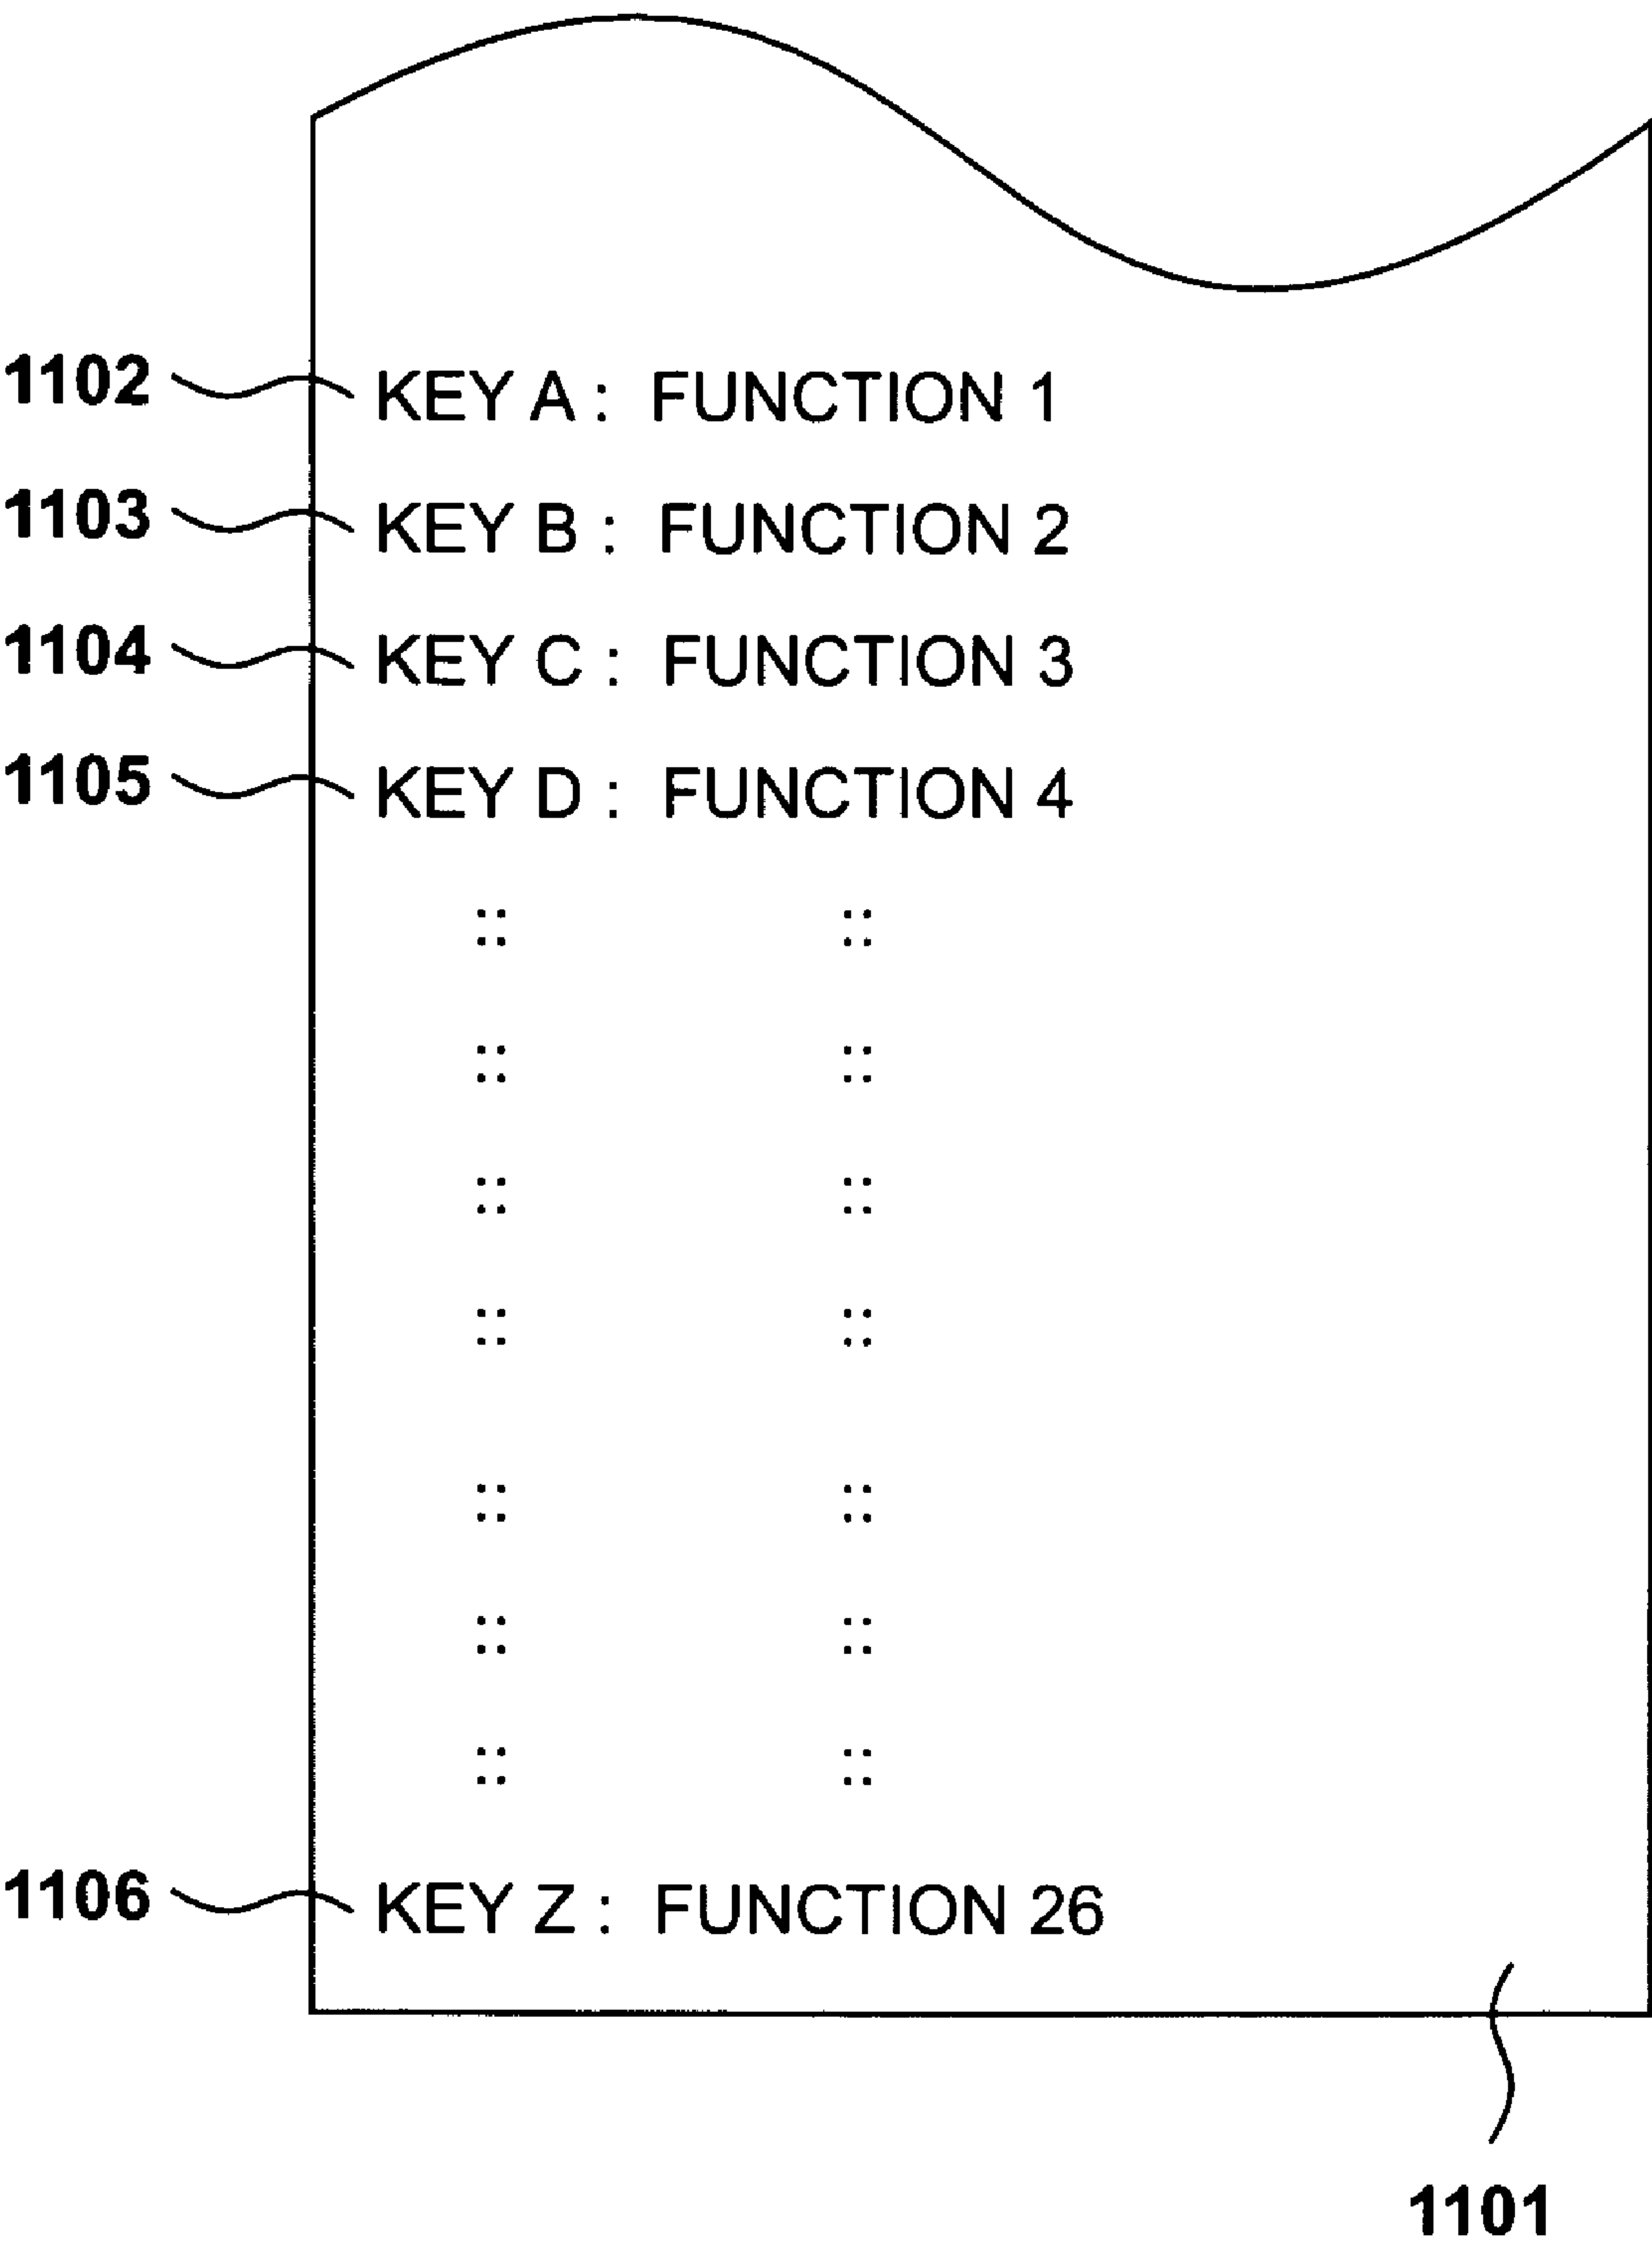 1102 KEY A : FUNCTION 1
1103 KEY B : FUNCTION 2
1104 KEY C : FUNCTION 3
1105 KEY D : FUNCTION 4
:: ::
:: ::
:: ::
:: ::
:: ::
:: ::
:: ::
1106 KEY Z : FUNCTION 26
1101